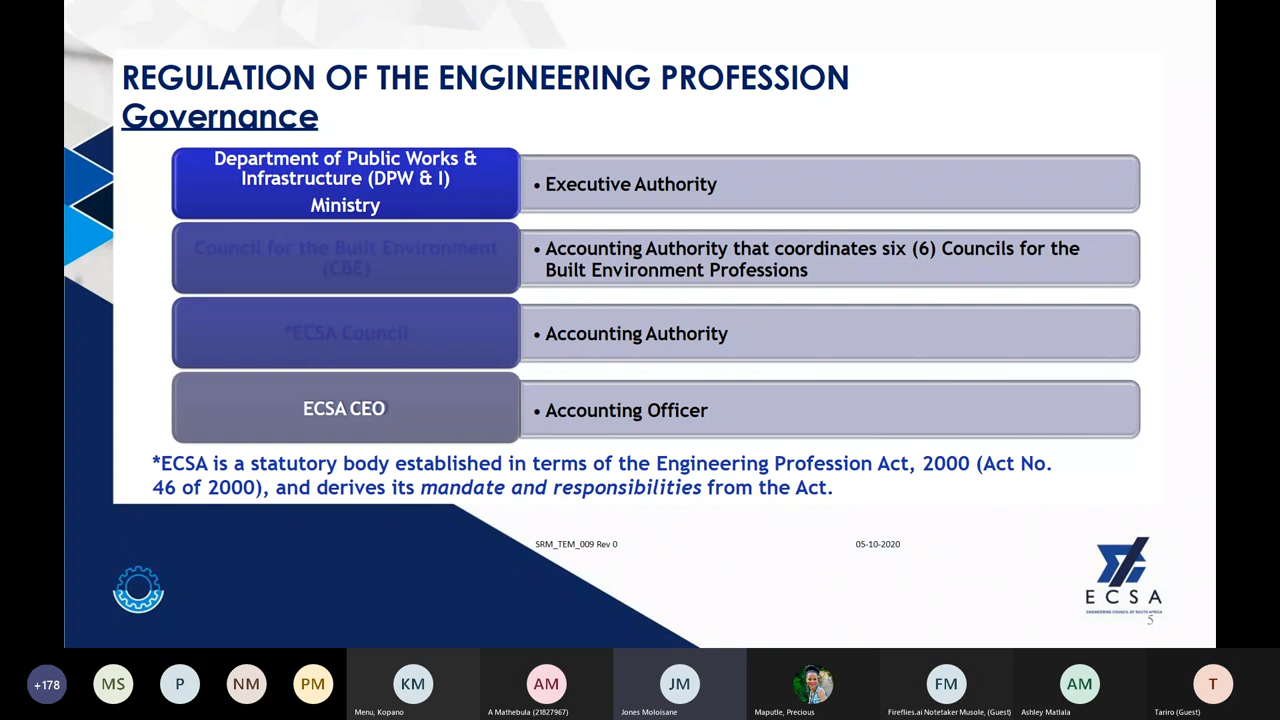 REGULATION OF THE ENGINEERING PROFESSION
Governance
Department of Public Works &
Infrastructure (DPW & I)
Ministry
• Executive Authority
Council for the Built Environment
(CBE)
• Accounting Authority that coordinates six (6) Councils for the
Built Environment Professions
*ECSA Council
• Accounting Authority
ECSA CEO
• Accounting Officer
*ECSA is a statutory body established in terms of the Engineering Profession Act, 2000 (Act No.
46 of 2000), and derives its mandate and responsibilities from the Act.
SRM_TEM_009 Rev 0
05-10-2020
ECSA
ENGINEERING COUNCIL OF SOUTH AFRICA
5
+178
MS
P
NM
PM
KM
AM
JM
FM
AM
T
Menu, Kopano
A Mathebula (21827967)
Jones Moloisane
Maputle, Precious
Fireflies.ai Notetaker Musole, (Guest)
Ashley Matlala
Tariro (Guest)